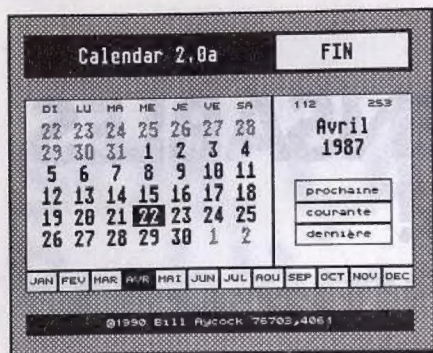 Calendar 2.0a FIN
DI LU MA ME JE VE SA 112 253
22 23 24 25 26 27 28 Avril
29 30 31 1 2 3 4 1987
5 6 7 8 9 10 11
12 13 14 15 16 17 18 prochaine
19 20 21 22 23 24 25 courante
26 27 28 29 30 1 2 dernière
JAN FEV MAR AVR MAI JUN JUL AOU SEP OCT NOV DEC
@1990 Bill Aycock 76703,4061